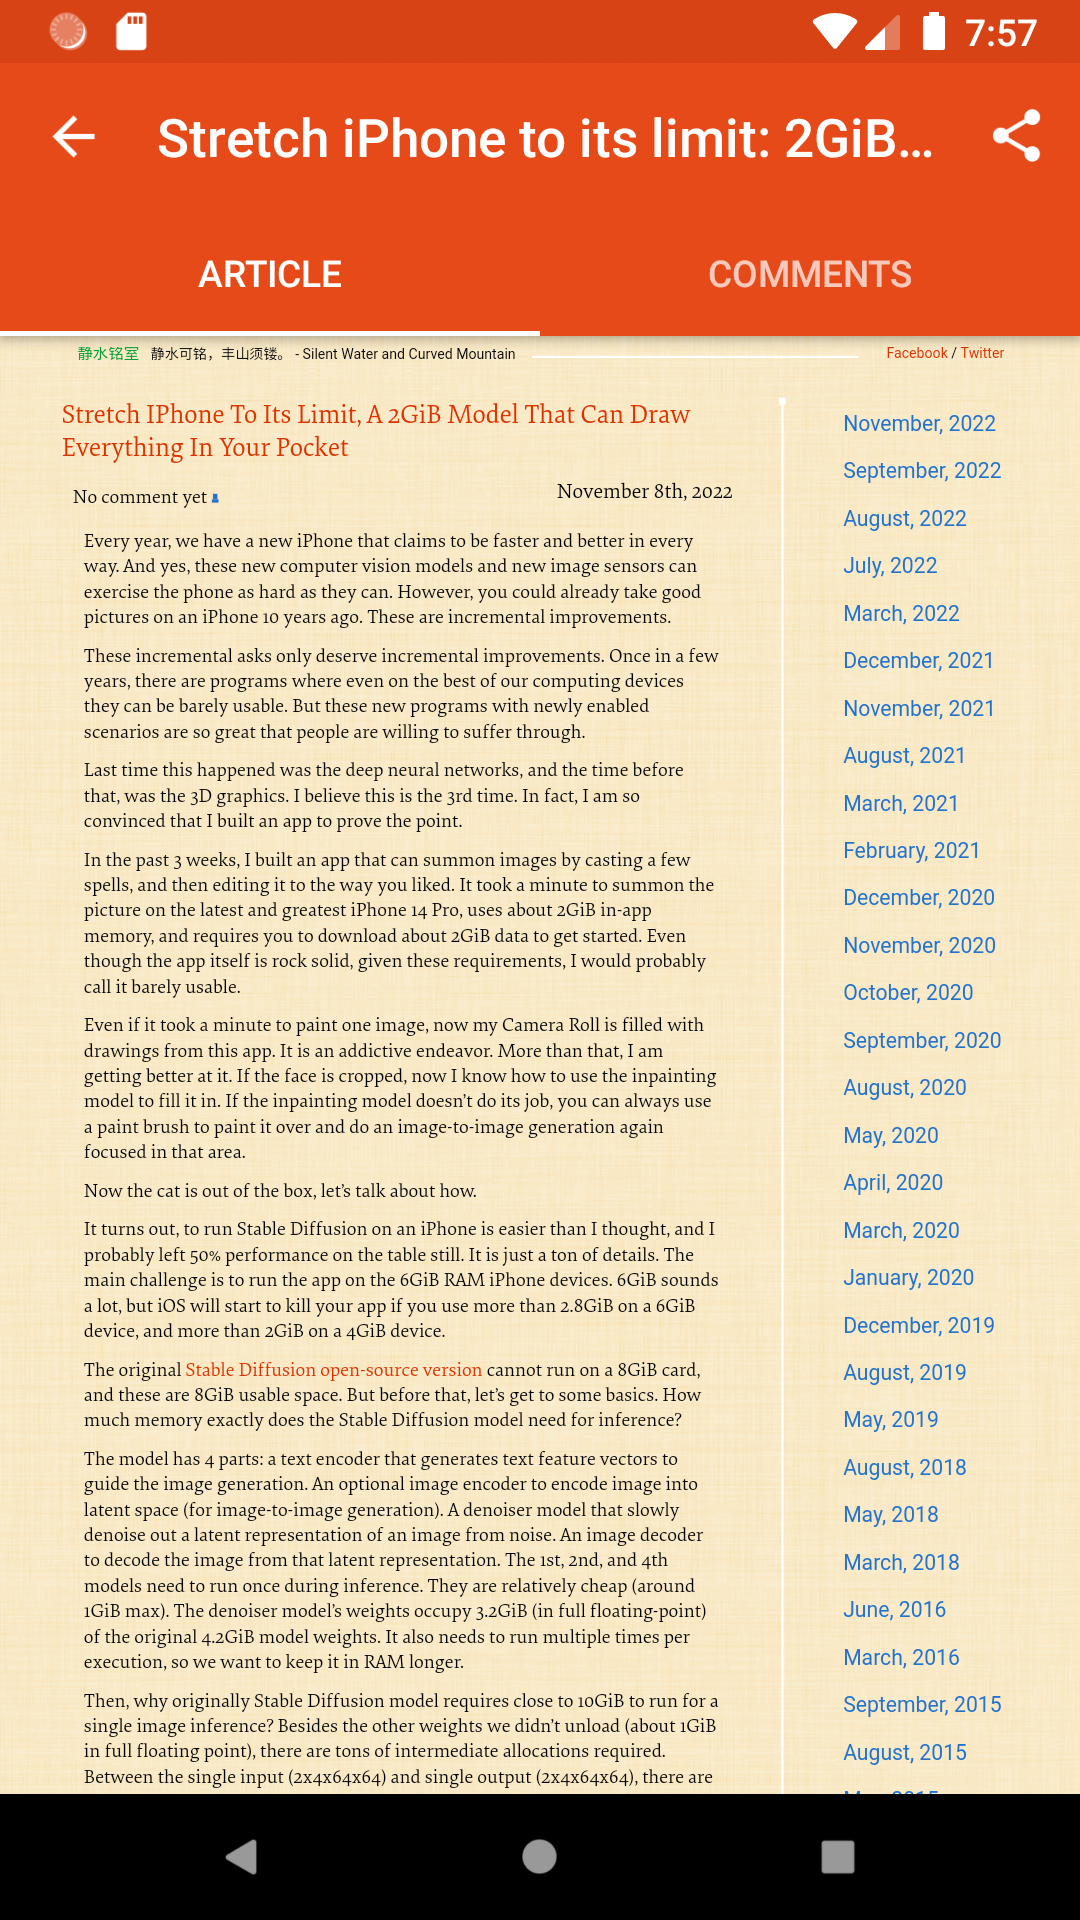 7:57
Stretch iPhone to its limit: 2GiB...
ARTICLE
COMMENTS
静水铭室 静水可铭，丰山须镂。 - Silent Water and Curved Mountain
Facebook / Twitter
Stretch IPhone To Its Limit, A 2GiB Model That Can Draw
Everything In Your Pocket
No comment yet
November 8th, 2022
Every year, we have a new iPhone that claims to be faster and better in every
way. And yes, these new computer vision models and new image sensors can
exercise the phone as hard as they can. However, you could already take good
pictures on an iPhone 10 years ago. These are incremental improvements.
These incremental asks only deserve incremental improvements. Once in a few
years, there are programs where even on the best of our computing devices
they can be barely usable. But these new programs with newly enabled
scenarios are so great that people are willing to suffer through.
Last time this happened was the deep neural networks, and the time before
that, was the 3D graphics. I believe this is the 3rd time. In fact, I am so
convinced that I built an app to prove the point.
In the past 3 weeks, I built an app that can summon images by casting a few
spells, and then editing it to the way you liked. It took a minute to summon the
picture on the latest and greatest iPhone 14 Pro, uses about 2GiB in-app
memory, and requires you to download about 2GiB data to get started. Even
though the app itself is rock solid, given these requirements, I would probably
call it barely usable.
Even if it took a minute to paint one image, now my Camera Roll is filled with
drawings from this app. It is an addictive endeavor. More than that, I am
getting better at it. If the face is cropped, now I know how to use the inpainting
model to fill it in. If the inpainting model doesn't do its job, you can always use
a paint brush to paint it over and do an image-to-image generation again
focused in that area.
Now the cat is out of the box, let's talk about how.
It turns out, to run Stable Diffusion on an iPhone is easier than I thought, and I
probably left 50% performance on the table still. It is just a ton of details. The
main challenge is to run the app on the 6GiB RAM iPhone devices. 6GiB sounds
a lot, but iOS will start to kill your app if you use more than 2.8GiB on a 6GiB
device, and more than 2GiB on a 4GiB device.
The original Stable Diffusion open-source version cannot run on a 8GiB card,
and these are 8GiB usable space. But before that, let's get to some basics. How
much memory exactly does the Stable Diffusion model need for inference?
The model has 4 parts: a text encoder that generates text feature vectors to
guide the image generation. An optional image encoder to encode image into
latent space (for image-to-image generation). A denoiser model that slowly
denoise out a latent representation of an image from noise. An image decoder
to decode the image from that latent representation. The 1st, 2nd, and 4th
models need to run once during inference. They are relatively cheap (around
1GiB max). The denoiser model's weights occupy 3.2GiB (in full floating-point)
of the original 4.2GiB model weights. It also needs to run multiple times per
execution, so we want to keep it in RAM longer.
Then, why originally Stable Diffusion model requires close to 10GiB to run for a
single image inference? Besides the other weights we didn't unload (about 1GiB
in full floating point), there are tons of intermediate allocations required.
Between the single input (2x4x64x64) and single output (2x4x64x64), there are
November, 2022
September, 2022
August, 2022
July, 2022
March, 2022
December, 2021
November, 2021
August, 2021
March, 2021
February, 2021
December, 2020
November, 2020
October, 2020
September, 2020
August, 2020
May, 2020
April, 2020
March, 2020
January, 2020
December, 2019
August, 2019
May, 2019
August, 2018
May, 2018
March, 2018
June, 2016
March, 2016
September, 2015
August, 2015